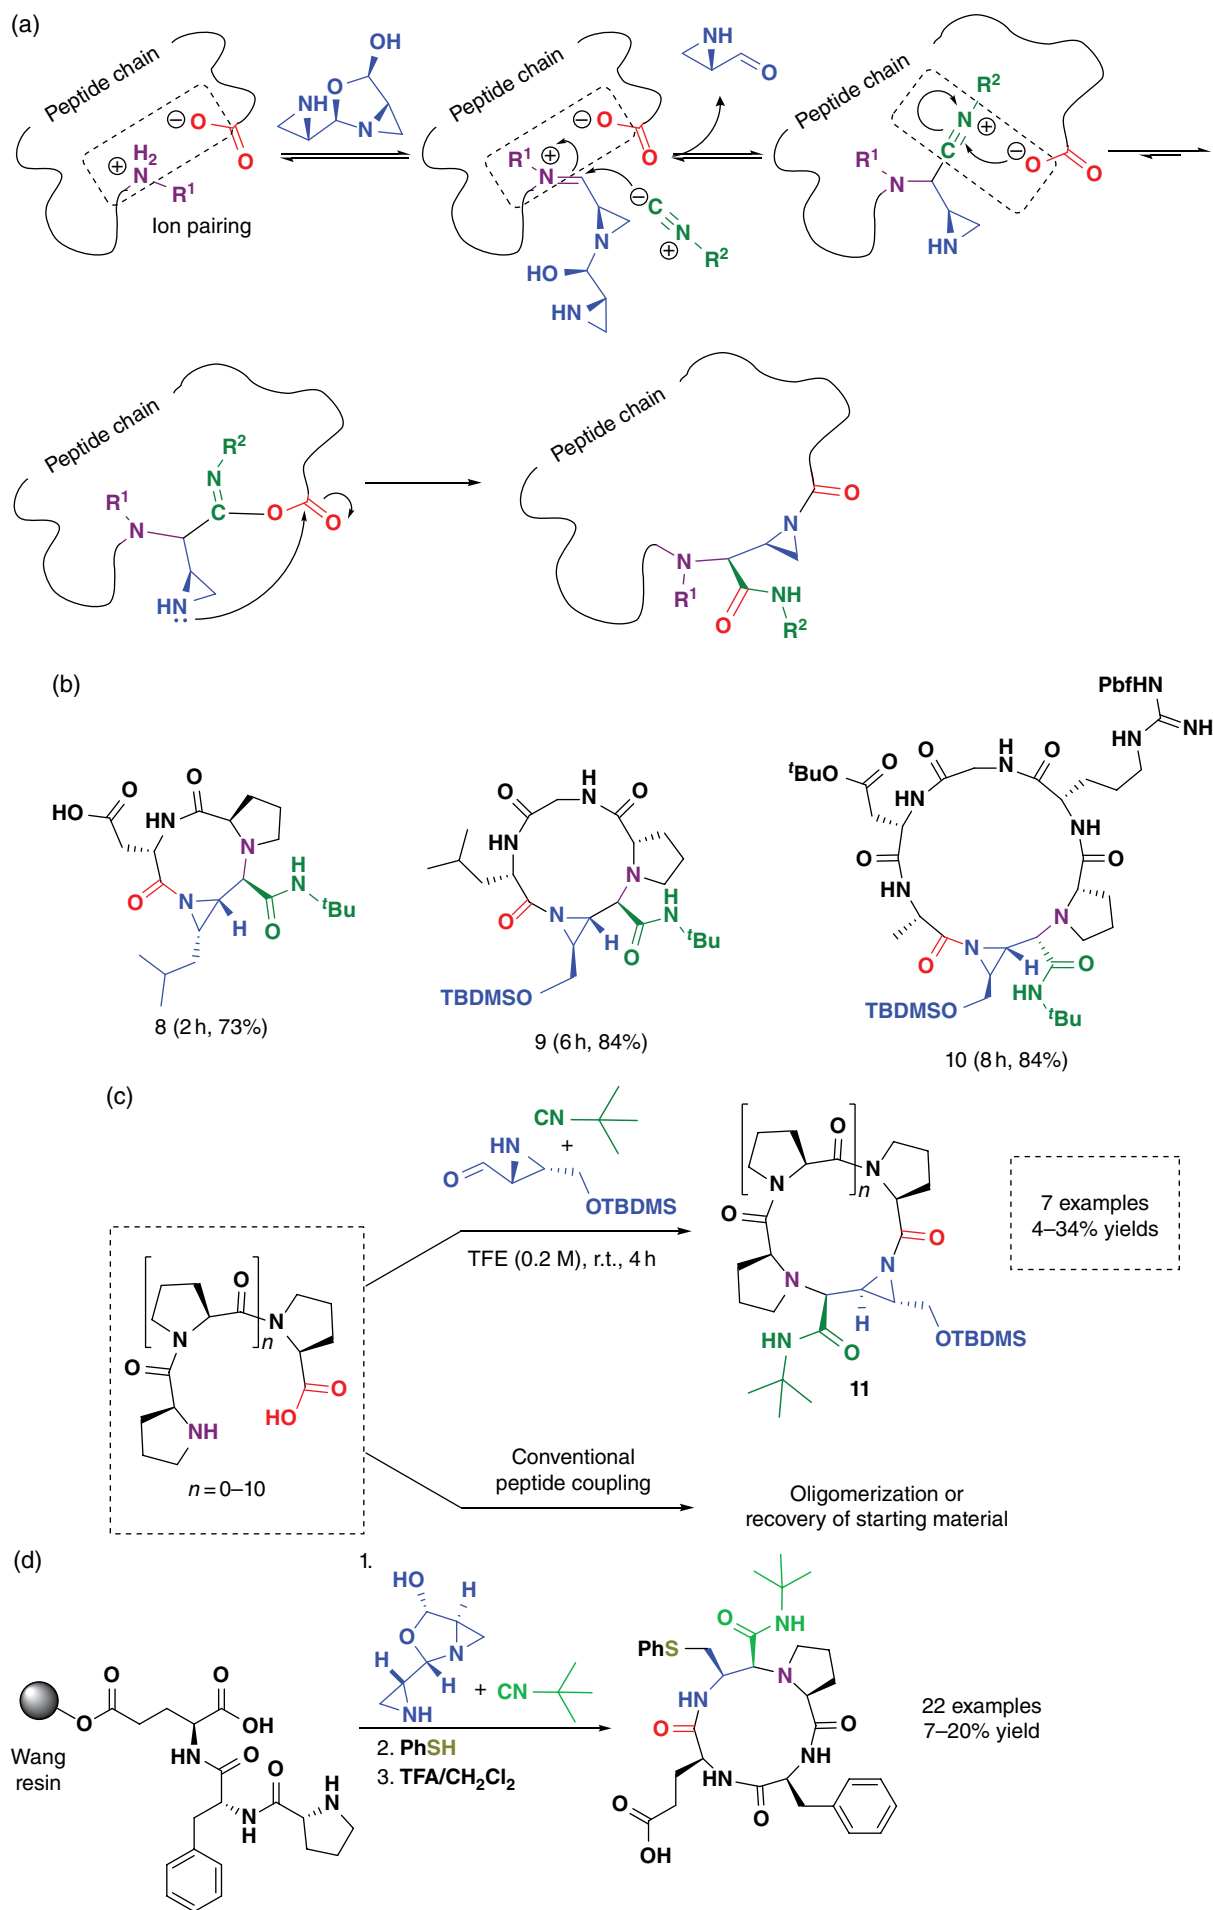 (a)
Peptide chain
H2
N
R1
O
O
Ion pairing
OH
O
NH
N
Peptide chain
R1
N
O
O
C
N
R2
N
HO
HN
NH
O
Peptide chain
R1
N
C
N
R2
O
O
HN
Peptide chain
R1
N
R2
N
C
O
O
HN
Peptide chain
O
N
N
R1
O
NH
R2
(b)
HO
O
O
HN
N
O
N
H
H
N
tBu
O
8 (2 h, 73%)
O
H
N
O
HN
N
O
N
H
H
N
tBu
O
TBDMSO
9 (6 h, 84%)
PbfHN
NH
HN
tBuO
O
O
H
N
O
HN
NH
O
O
HN
N
O
N
H
O
HN
tBu
TBDMSO
10 (8 h, 84%)
(c)
CN
+
HN
O
OTBDMS
TFE (0.2 M), r.t., 4 h
O
N
N
n
O
O
N
N
H
HN
O
OTBDMS
11
7 examples
4–34% yields
O
N
N
n
O
O
HO
NH
n = 0–10
Conventional
peptide coupling
Oligomerization or
recovery of starting material
(d)
1.
HO
H
O
N
H
H
NH
+ CN
2. PhSH
3. TFA/CH2Cl2
Wang
resin
O
O
O
OH
HN
O
O
N
H
H
N
PhS
O
NH
N
HN
O
O
HN
NH
O
O
OH
22 examples
7–20% yield